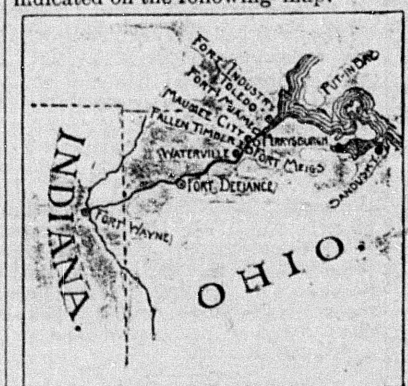 indicated on the following map:
FORT INDUSTRY
TOLEDO
FORT MIAMI
MAUMEE CITY
FALLEN TIMBER
WATERVILLE
PUT-IN BAY
PERRYSBURGH
FORT MEIGS
SANDUSKY
FORT DEFIANCE
FORT WAYNE
INDIANA.
OHIO.